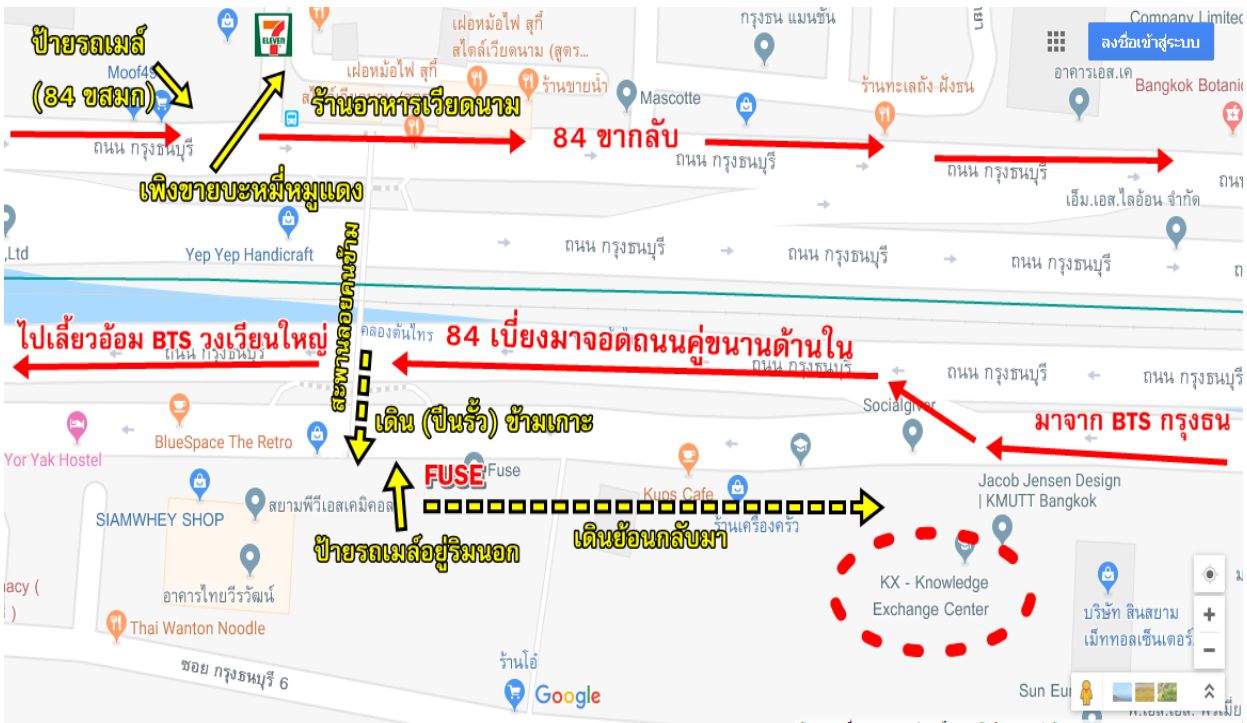 กรุงธน แมนชั่น
Company Limited
ป้ายรถเมล์
(84 ขสมก)
Moof49
ELEVEN
เฝอหม้อไฟ สุกี้
สไตล์เวียดนาม (สูตร...
เฝอหม้อไฟ สุกี้
ร้านขายน้ำ
Mascotte
ร้านทะเลถัง ฝั่งธน
ลงชื่อเข้าสู่ระบบ
อาคารเอส.เค
Bangkok Botanic
ร้านอาหารเวียดนาม
84 ขากลับ
ถนน กรุงธนบุรี
ถนน กรุงธนบุรี
ถนน กรุงธนบุรี
ถนน กรุงธนบุรี
เพิงขายบะหมี่หมูแดง
เอ็ม.เอส.ไลอ้อน จำกัด
,Ltd
Yep Yep Handicraft
สะพานลอยคนข้าม
ถนน กรุงธนบุรี
ถนน กรุงธนบุรี
ถนน กรุงธนบุรี
ไปเลี้ยวอ้อม BTS วงเวียนใหญ่
คลองต้นไทร
84 เบี่ยงมาจอดถนนคู่ขนานด้านใน
ถนน กรุงธนบุรี
ถนน กรุงธนบุรี
ถนน กรุงธนบุรี
ถนน กรุงธนบุรี
Socialgiver
มาจาก BTS กรุงธน
เดิน (ปีนรั้ว) ข้ามเกาะ
BlueSpace The Retro
Yor Yak Hostel
FUSE
Fuse
Kups Cafe
ร้านเครื่องครัว
Jacob Jensen Design
| KMUTT Bangkok
SIAMWHEY SHOP
สยามพีวีเอสเคมิคอล
ป้ายรถเมล์อยู่ริมนอก
เดินย้อนกลับมา
KX - Knowledge
Exchange Center
บริษัท สินสยาม
เม็ททอลเซ็นเตอร์
อาคารไทยวีรวัฒน์
Thai Wanton Noodle
ซอย กรุงธนบุรี 6
ร้านโอ๋
Google